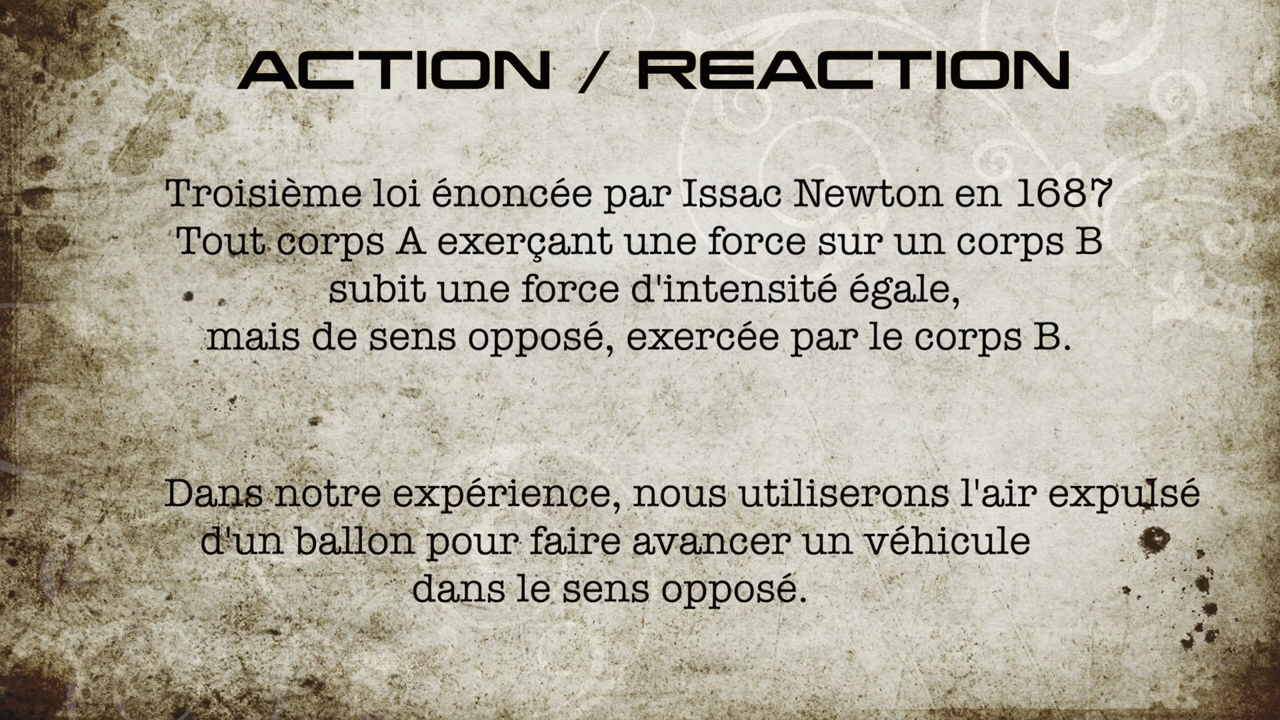 ACTION / REACTION
Troisième loi énoncée par Issac Newton en 1687
Tout corps A exerçant une force sur un corps B
subit une force d'intensité égale,
mais de sens opposé, exercée par le corps B.
Dans notre expérience, nous utiliserons l'air expulsé
d'un ballon pour faire avancer un véhicule
dans le sens opposé.